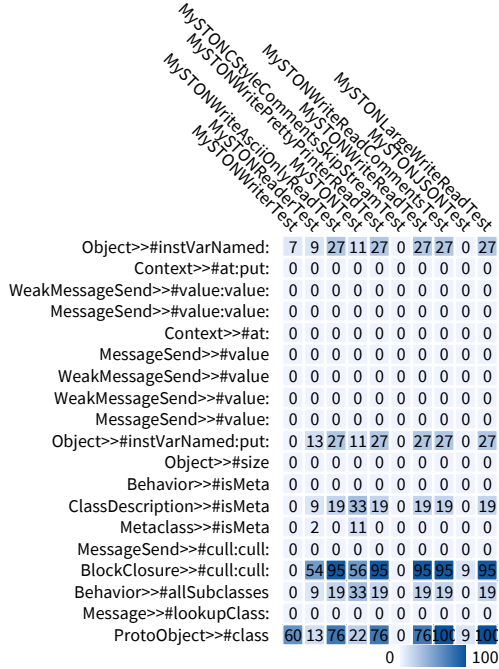 MySTONWriterTest
MySTONReaderTest
MySTONWriteAsciiOnlyReadTest
MySTONTest
MySTONWritePrettyPrinterReadTest
MySTONCStyleCommentsSkipStreamTest
MySTONWriteReadTest
MySTONWriteReadCommentsTest
MySTONJSONTest
MySTONLargeWriteReadTest
Object>>#instVarNamed: 7 9 27 11 27 0 27 27 0 27
Context>>#at:put: 0 0 0 0 0 0 0 0 0 0
WeakMessageSend>>#value:value: 0 0 0 0 0 0 0 0 0 0
MessageSend>>#value:value: 0 0 0 0 0 0 0 0 0 0
Context>>#at: 0 0 0 0 0 0 0 0 0 0
MessageSend>>#value 0 0 0 0 0 0 0 0 0 0
WeakMessageSend>>#value 0 0 0 0 0 0 0 0 0 0
WeakMessageSend>>#value: 0 0 0 0 0 0 0 0 0 0
MessageSend>>#value: 0 0 0 0 0 0 0 0 0 0
Object>>#instVarNamed:put: 0 13 27 11 27 0 27 27 0 27
Object>>#size 0 0 0 0 0 0 0 0 0 0
Behavior>>#isMeta 0 0 0 0 0 0 0 0 0 0
ClassDescription>>#isMeta 0 9 19 33 19 0 19 19 0 19
Metaclass>>#isMeta 0 2 0 11 0 0 0 0 0 0
MessageSend>>#cull:cull: 0 0 0 0 0 0 0 0 0 0
BlockClosure>>#cull:cull: 0 54 95 56 95 0 95 95 9 95
Behavior>>#allSubclasses 0 9 19 33 19 0 19 19 0 19
Message>>#lookupClass: 0 0 0 0 0 0 0 0 0 0
ProtoObject>>#class 60 13 76 22 76 0 76 100 9 100
0 100